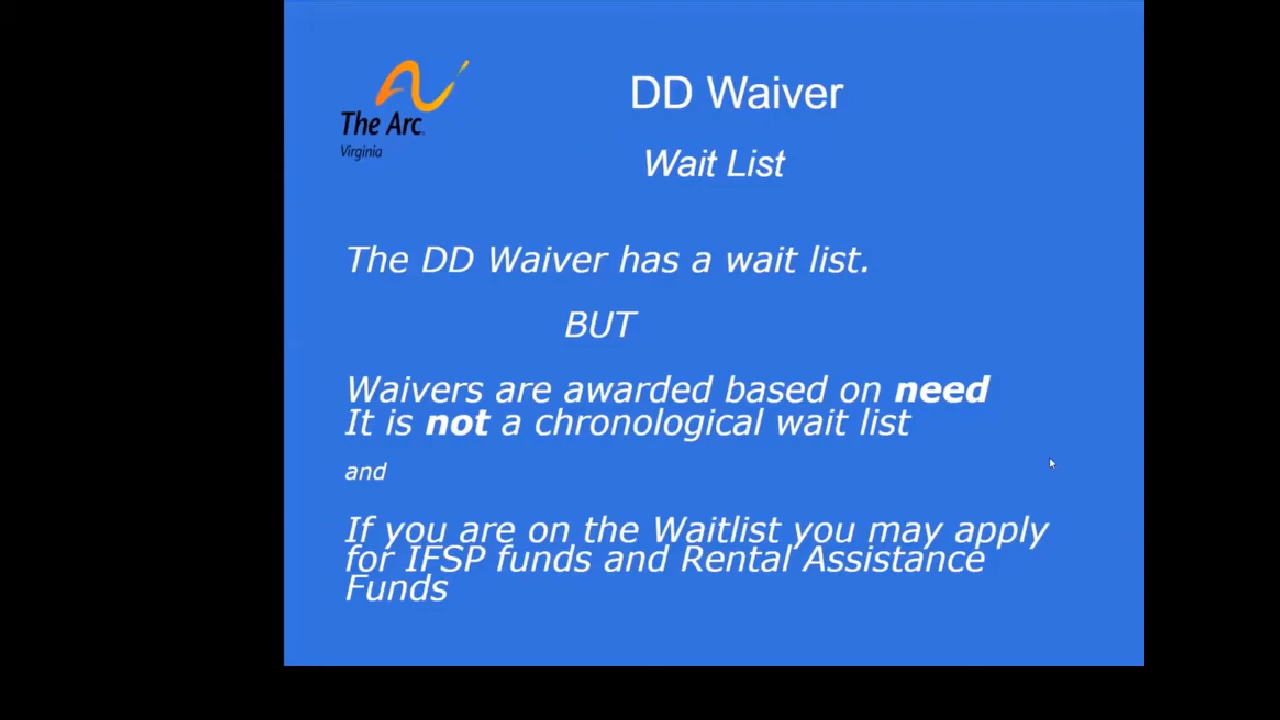 The Arc
Virginia
DD Waiver
Wait List
The DD Waiver has a wait list.
BUT
Waivers are awarded based on need
It is not a chronological wait list
and
If you are on the Waitlist you may apply
for IFSP funds and Rental Assistance
Funds